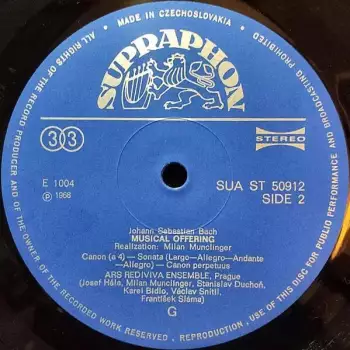 MADE IN CZECHOSLOVAKIA
ALL RIGHTS OF THE RECORD PRODUCER AND OF THE OWNER OF THE WORK RESERVED. REPRODUCTION, USE OF THIS DISC FOR PUBLIC PERFORMANCE AND BROADCASTING PROHIBITED
SUPRAPHON
33
STEREO
E 1004
SUA ST 50912
Ⓟ 1968
SIDE 2
Johann Sebastian Bach
MUSICAL OFFERING
Realization: Milan Munclinger
Canon (a 4) — Sonata (Largo—Allegro—Andante
—Allegro) — Canon perpetuus
ARS REDIVIVA ENSEMBLE, Prague
(Josef Hála, Milan Munclinger, Stanislav Duchoň,
Karel Bidlo, Václav Snítil,
František Sláma)
G